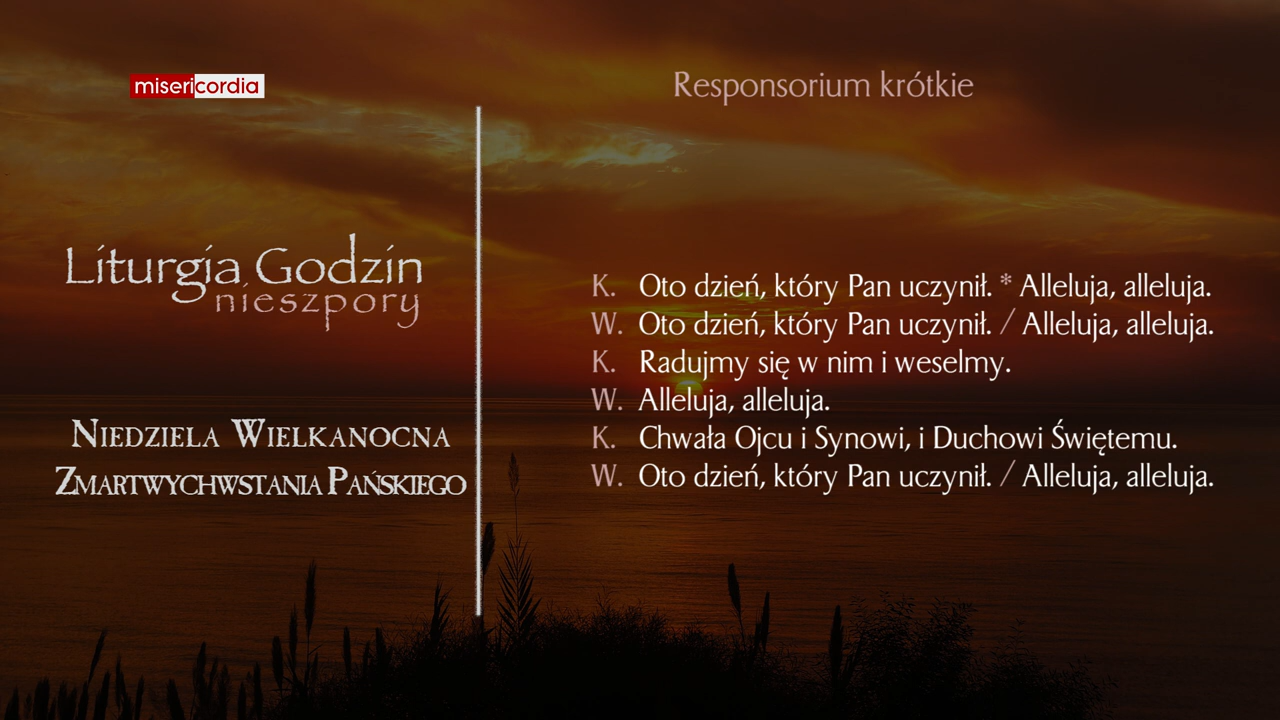 misericordia
Liturgia Godzin
nieszpory
Niedziela Wielkanocna
Zmartwychwstania Pańskiego
Responsorium krótkie
K. Oto dzień, który Pan uczynił. * Alleluja, alleluja.
W. Oto dzień, który Pan uczynił. / Alleluja, alleluja.
K. Radujmy się w nim i weselmy.
W. Alleluja, alleluja.
K. Chwała Ojcu i Synowi, i Duchowi Świętemu.
W. Oto dzień, który Pan uczynił. / Alleluja, alleluja.